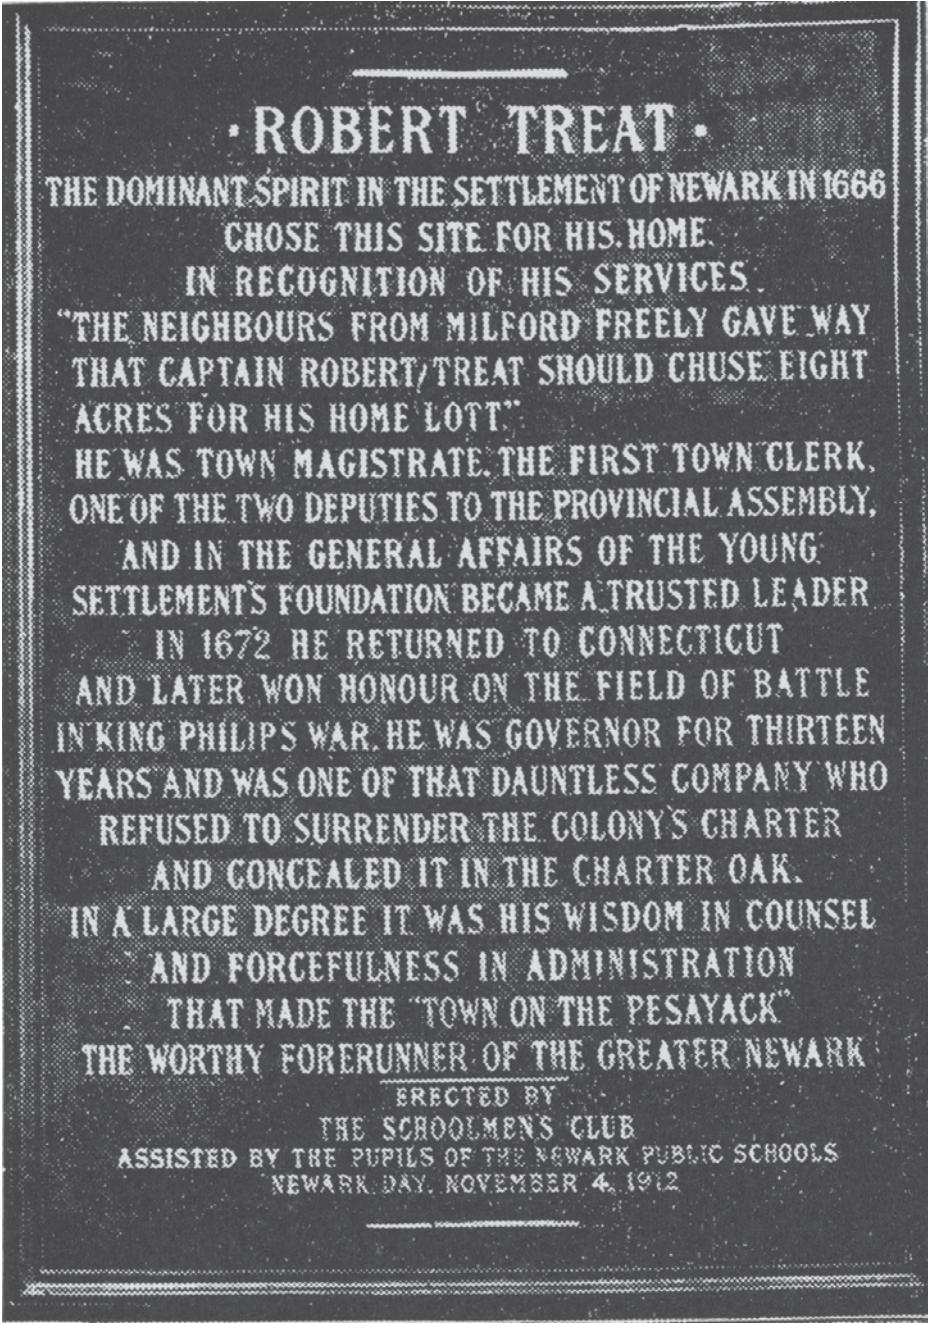 · ROBERT TREAT ·
THE DOMINANT SPIRIT IN THE SETTLEMENT OF NEWARK IN 1666
CHOSE THIS SITE FOR HIS HOME.
IN RECOGNITION OF HIS SERVICES
"THE NEIGHBOURS FROM MILFORD FREELY GAVE WAY
THAT CAPTAIN ROBERT TREAT SHOULD CHUSE EIGHT
ACRES FOR HIS HOME LOTT".
HE WAS TOWN MAGISTRATE, THE FIRST TOWN CLERK,
ONE OF THE TWO DEPUTIES TO THE PROVINCIAL ASSEMBLY,
AND IN THE GENERAL AFFAIRS OF THE YOUNG
SETTLEMENT'S FOUNDATION BECAME A TRUSTED LEADER
IN 1672 HE RETURNED TO CONNECTICUT
AND LATER WON HONOUR ON THE FIELD OF BATTLE
IN KING PHILIPS WAR. HE WAS GOVERNOR FOR THIRTEEN
YEARS AND WAS ONE OF THAT DAUNTLESS COMPANY WHO
REFUSED TO SURRENDER THE COLONY'S CHARTER
AND CONCEALED IT IN THE CHARTER OAK.
IN A LARGE DEGREE IT WAS HIS WISDOM IN COUNSEL
AND FORCEFULNESS IN ADMINISTRATION
THAT MADE THE "TOWN ON THE PESAYACK"
THE WORTHY FORERUNNER OF THE GREATER NEWARK
ERECTED BY
THE SCHOOLMEN'S CLUB
ASSISTED BY THE PUPILS OF THE NEWARK PUBLIC SCHOOLS
NEWARK DAY, NOVEMBER 4, 1912